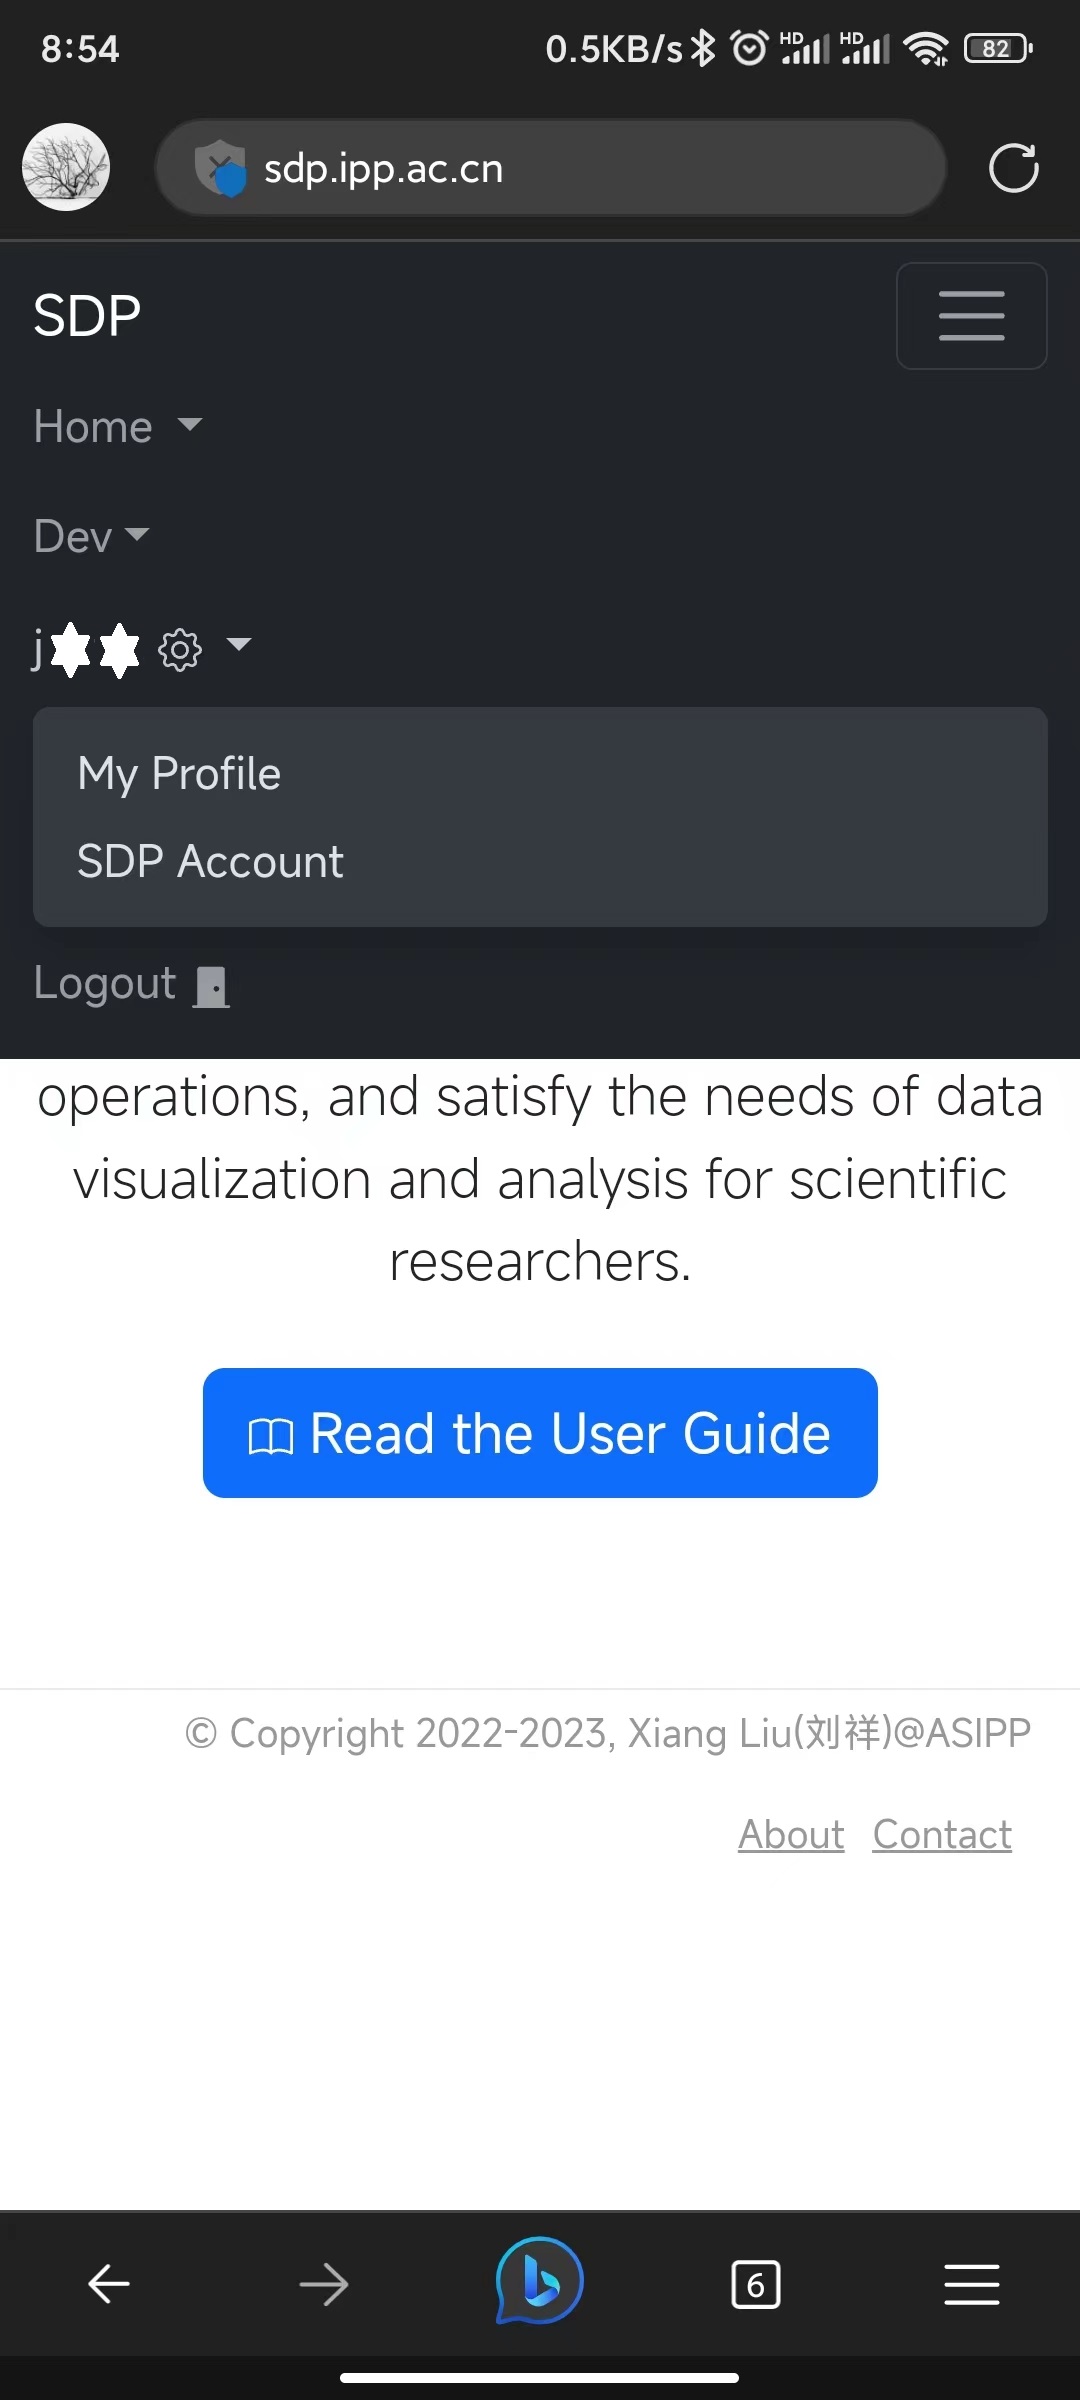 8:54 0.5KB/s HD HD 82
sdp.ipp.ac.cn
SDP
Home
Dev
j
My Profile
SDP Account
Logout
operations, and satisfy the needs of data
visualization and analysis for scientific
researchers.
Read the User Guide
© Copyright 2022-2023, Xiang Liu(刘祥)@ASIPP
About Contact
6